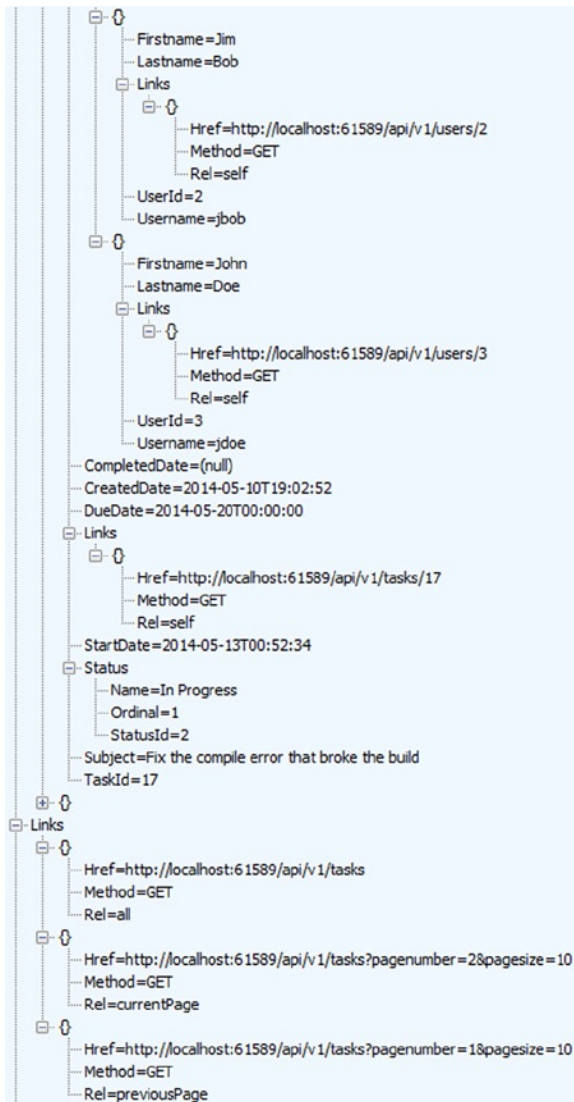 {}
Firstname=Jim
Lastname=Bob
Links
{}
Href=http://localhost:61589/api/v1/users/2
Method=GET
Rel=self
UserId=2
Username=jbob
{}
Firstname=John
Lastname=Doe
Links
{}
Href=http://localhost:61589/api/v1/users/3
Method=GET
Rel=self
UserId=3
Username=jdoe
CompletedDate=(null)
CreatedDate=2014-05-10T19:02:52
DueDate=2014-05-20T00:00:00
Links
{}
Href=http://localhost:61589/api/v1/tasks/17
Method=GET
Rel=self
StartDate=2014-05-13T00:52:34
Status
Name=In Progress
Ordinal=1
StatusId=2
Subject=Fix the compile error that broke the build
TaskId=17
{}
Links
{}
Href=http://localhost:61589/api/v1/tasks
Method=GET
Rel=all
{}
Href=http://localhost:61589/api/v1/tasks?pagenumber=2&pagesize=10
Method=GET
Rel=currentPage
{}
Href=http://localhost:61589/api/v1/tasks?pagenumber=1&pagesize=10
Method=GET
Rel=previousPage